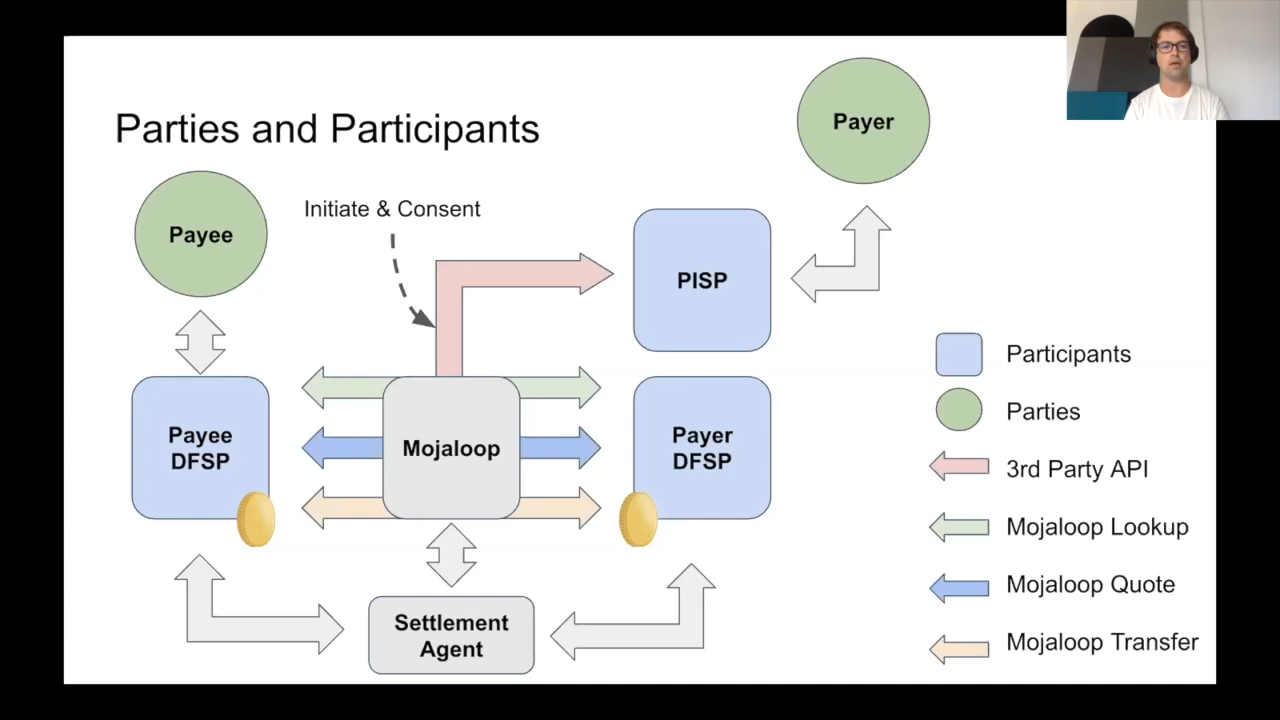 Parties and Participants
Payer
Payee
Initiate & Consent
PISP
Payee
DFSP
Mojaloop
Payer
DFSP
Settlement
Agent
Participants
Parties
3rd Party API
Mojaloop Lookup
Mojaloop Quote
Mojaloop Transfer